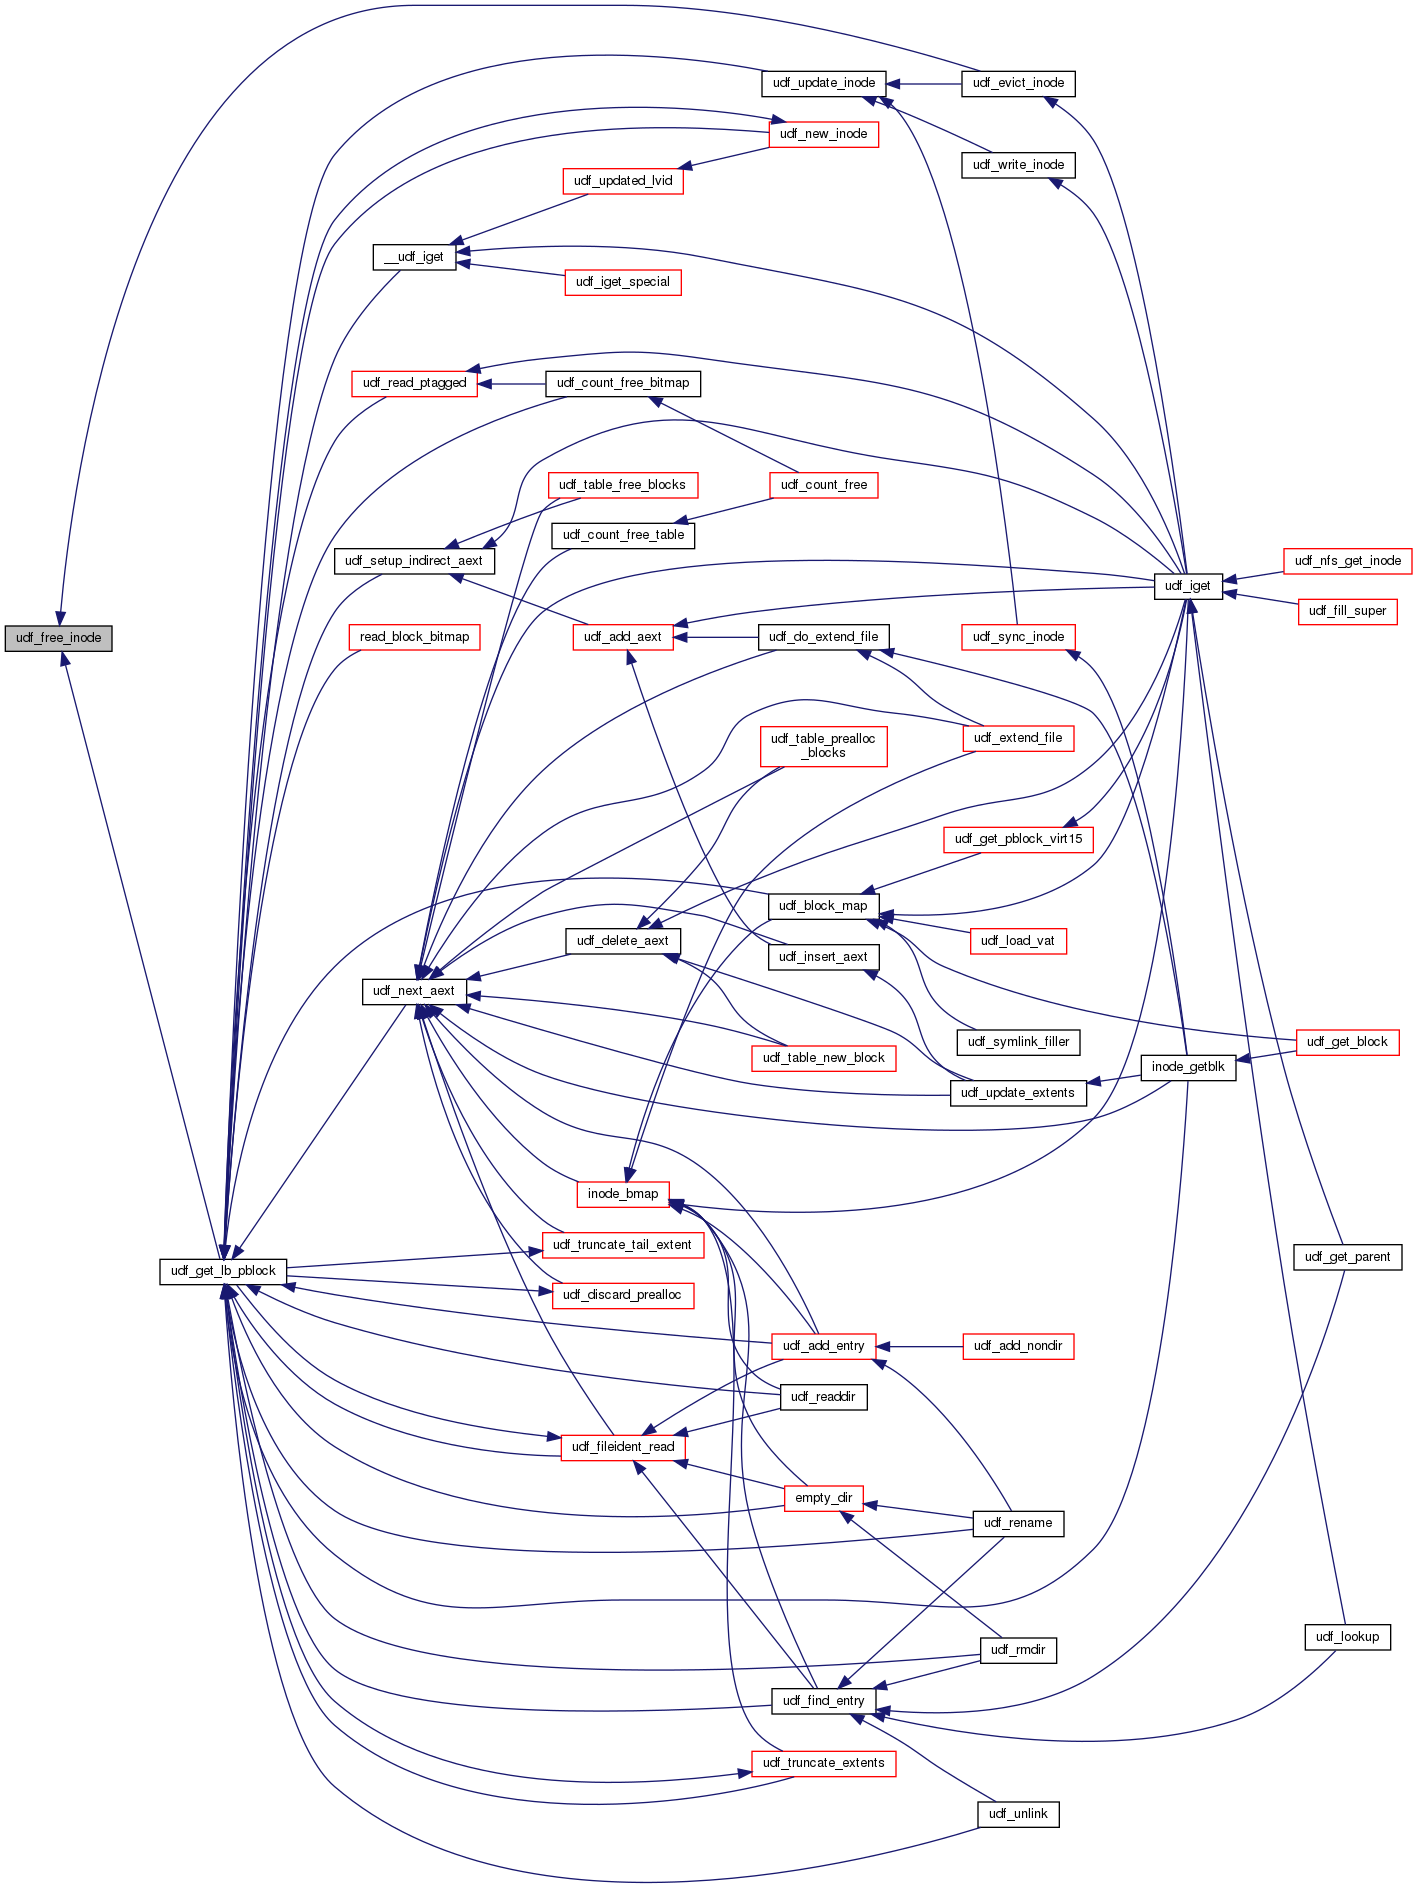 udf_update_inode
udf_evict_inode
udf_new_inode
udf_write_inode
udf_updated_lvid
__udf_iget
udf_iget_special
udf_read_ptagged
udf_count_free_bitmap
udf_table_free_blocks
udf_count_free
udf_count_free_table
udf_setup_indirect_aext
udf_nfs_get_inode
udf_iget
udf_fill_super
udf_free_inode
read_block_bitmap
udf_add_aext
udf_do_extend_file
udf_sync_inode
udf_table_prealloc
_blocks
udf_extend_file
udf_get_pblock_virt15
udf_block_map
udf_delete_aext
udf_load_vat
udf_insert_aext
udf_next_aext
udf_symlink_filler
udf_get_block
udf_table_new_block
inode_getblk
udf_update_extents
inode_bmap
udf_truncate_tail_extent
udf_get_parent
udf_get_lb_pblock
udf_discard_prealloc
udf_add_entry
udf_add_nondir
udf_readdir
udf_fileident_read
empty_dir
udf_rename
udf_lookup
udf_rmdir
udf_find_entry
udf_truncate_extents
udf_unlink